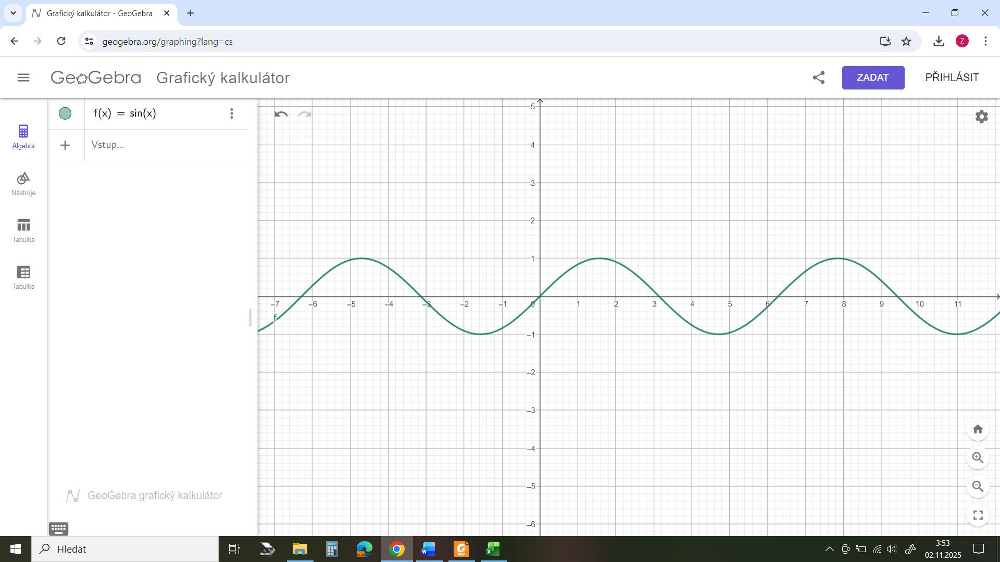 Grafický kalkulátor - GeoGebra
geogebra.org/graphing?lang=cs
Z
GeoGebra Grafický kalkulátor
ZADAT
PŘIHLÁSIT
f(x) = sin(x)
Vstup...
Algebra
Nástroje
Tabulka
Tabulka
5
4
3
2
1
–7 –6 –5 –4 –3 –2 –1 0 1 2 3 4 5 6 7 8 9 10 11
f
–1
–2
–3
–4
–5
–6
GeoGebra grafický kalkulátor
Hledat
3:53
02.11.2025